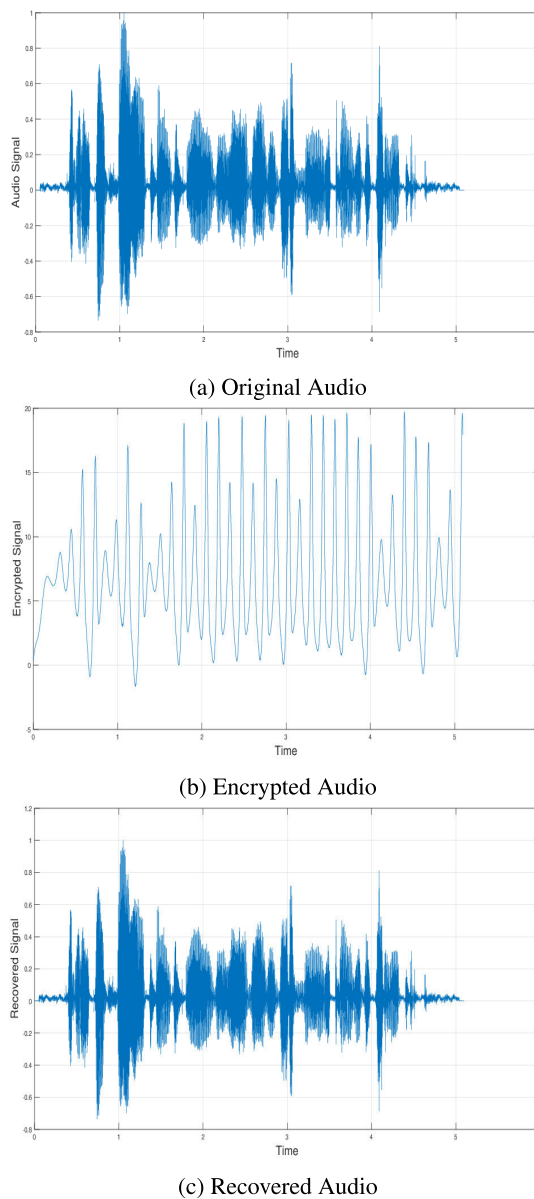 1
0.8
0.6
0.4
0.2
0
0.2
0.4
0.6
-0.8
Audio Signal
0 1 2 3 4 5
Time
(a) Original Audio
20
15
10
5
0
-5
Encrypted Signal
0 1 2 3 4 5
Time
(b) Encrypted Audio
1.2
1
0.8
0.6
0.4
0.2
0
0.2
-0.4
-0.6
-0.8
Recovered Signal
0 1 2 3 4 5
Time
(c) Recovered Audio